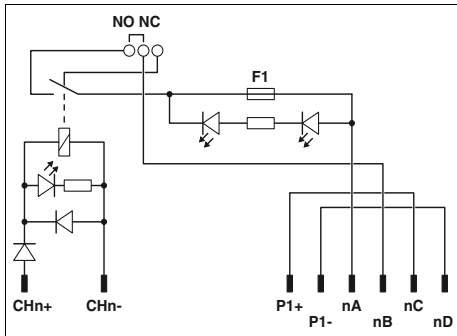 NO NC
F1
CHn+ CHn- P1+ nA nC
P1- nB nD